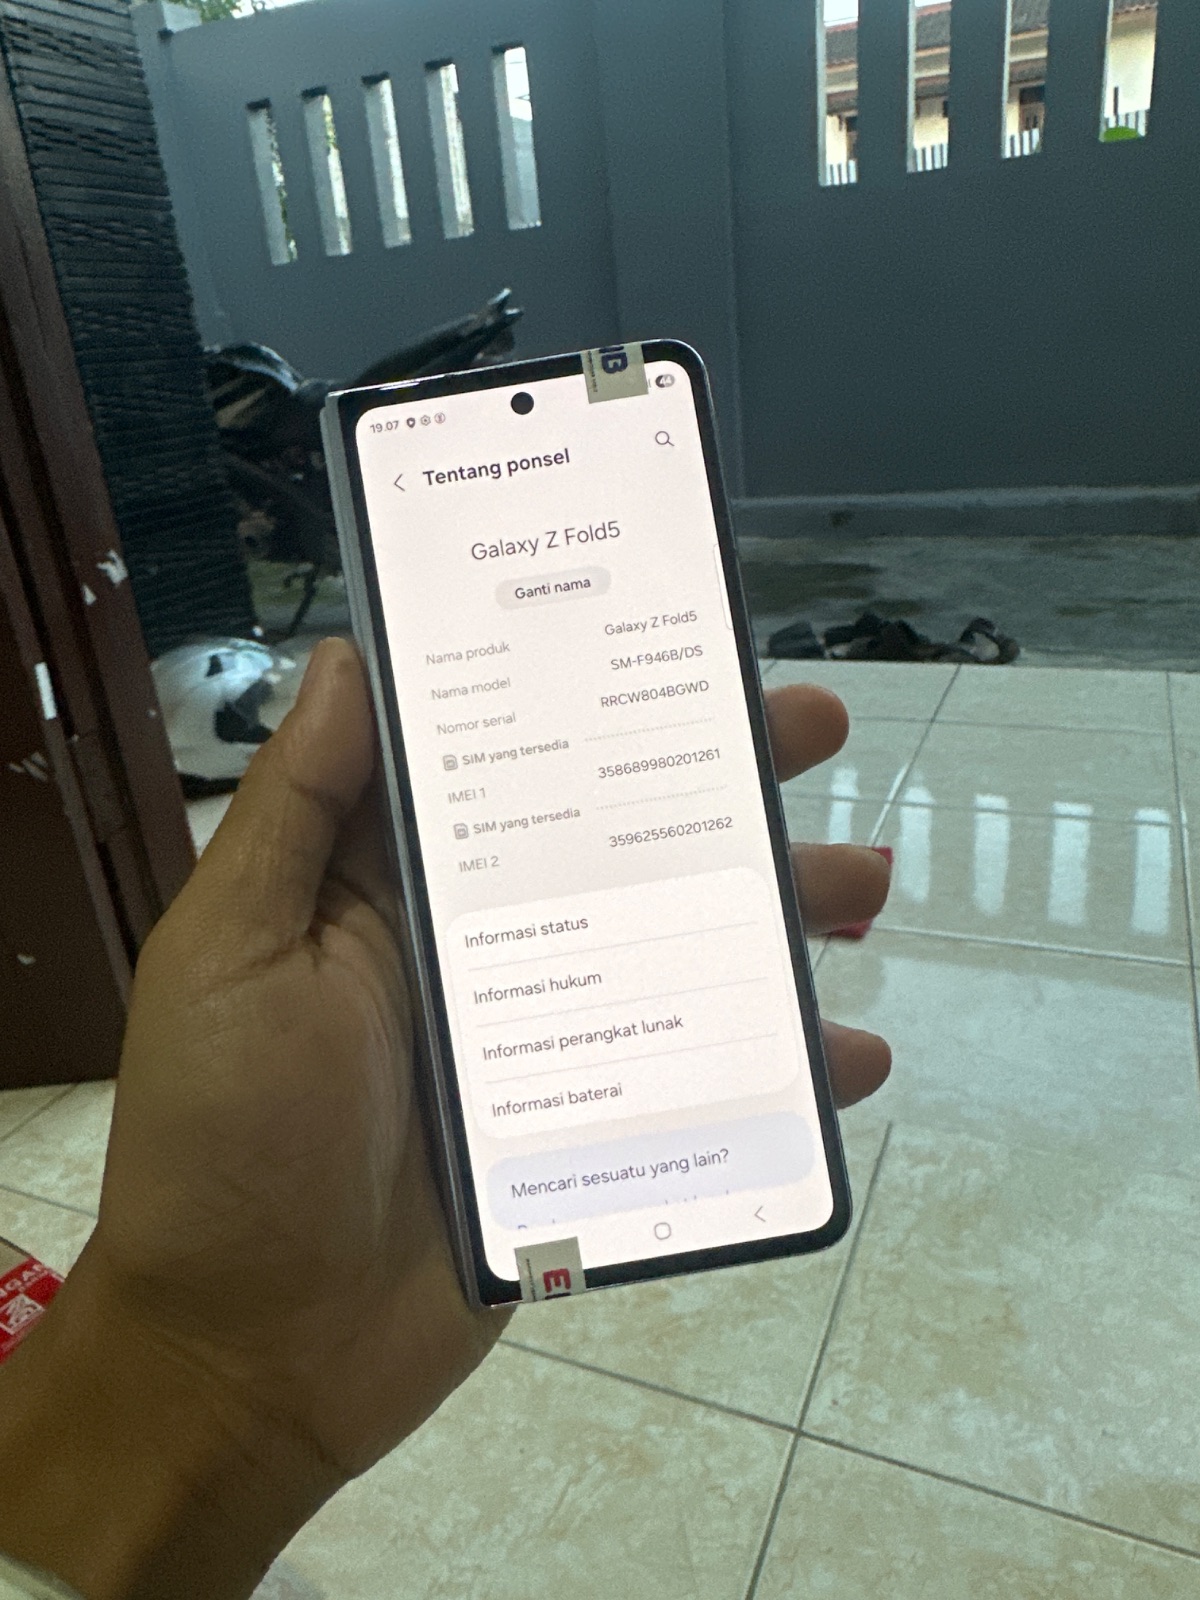 19.07
44
Tentang ponsel
Galaxy Z Fold5
Ganti nama
Nama produk Galaxy Z Fold5
Nama model SM-F946B/DS
Nomor serial RRCW804BGWD
SIM yang tersedia
IMEI 1 358689980201261
SIM yang tersedia
IMEI 2 359625560201262
Informasi status
Informasi hukum
Informasi perangkat lunak
Informasi baterai
Mencari sesuatu yang lain?